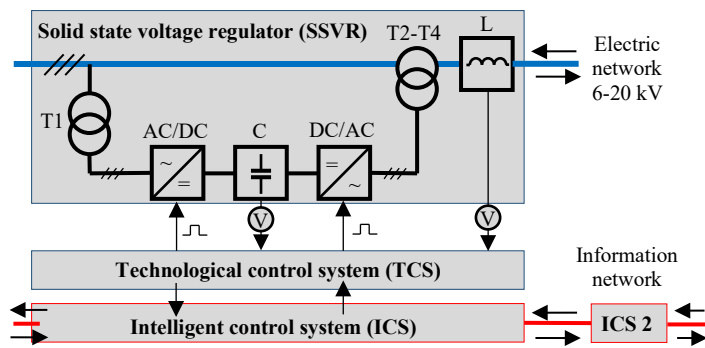 Solid state voltage regulator (SSVR)
T2-T4
L
Electric
network
6-20 kV
T1
AC/DC
C
DC/AC
~
=
=
~
V
V
Technological control system (TCS)
Information
network
Intelligent control system (ICS)
ICS 2